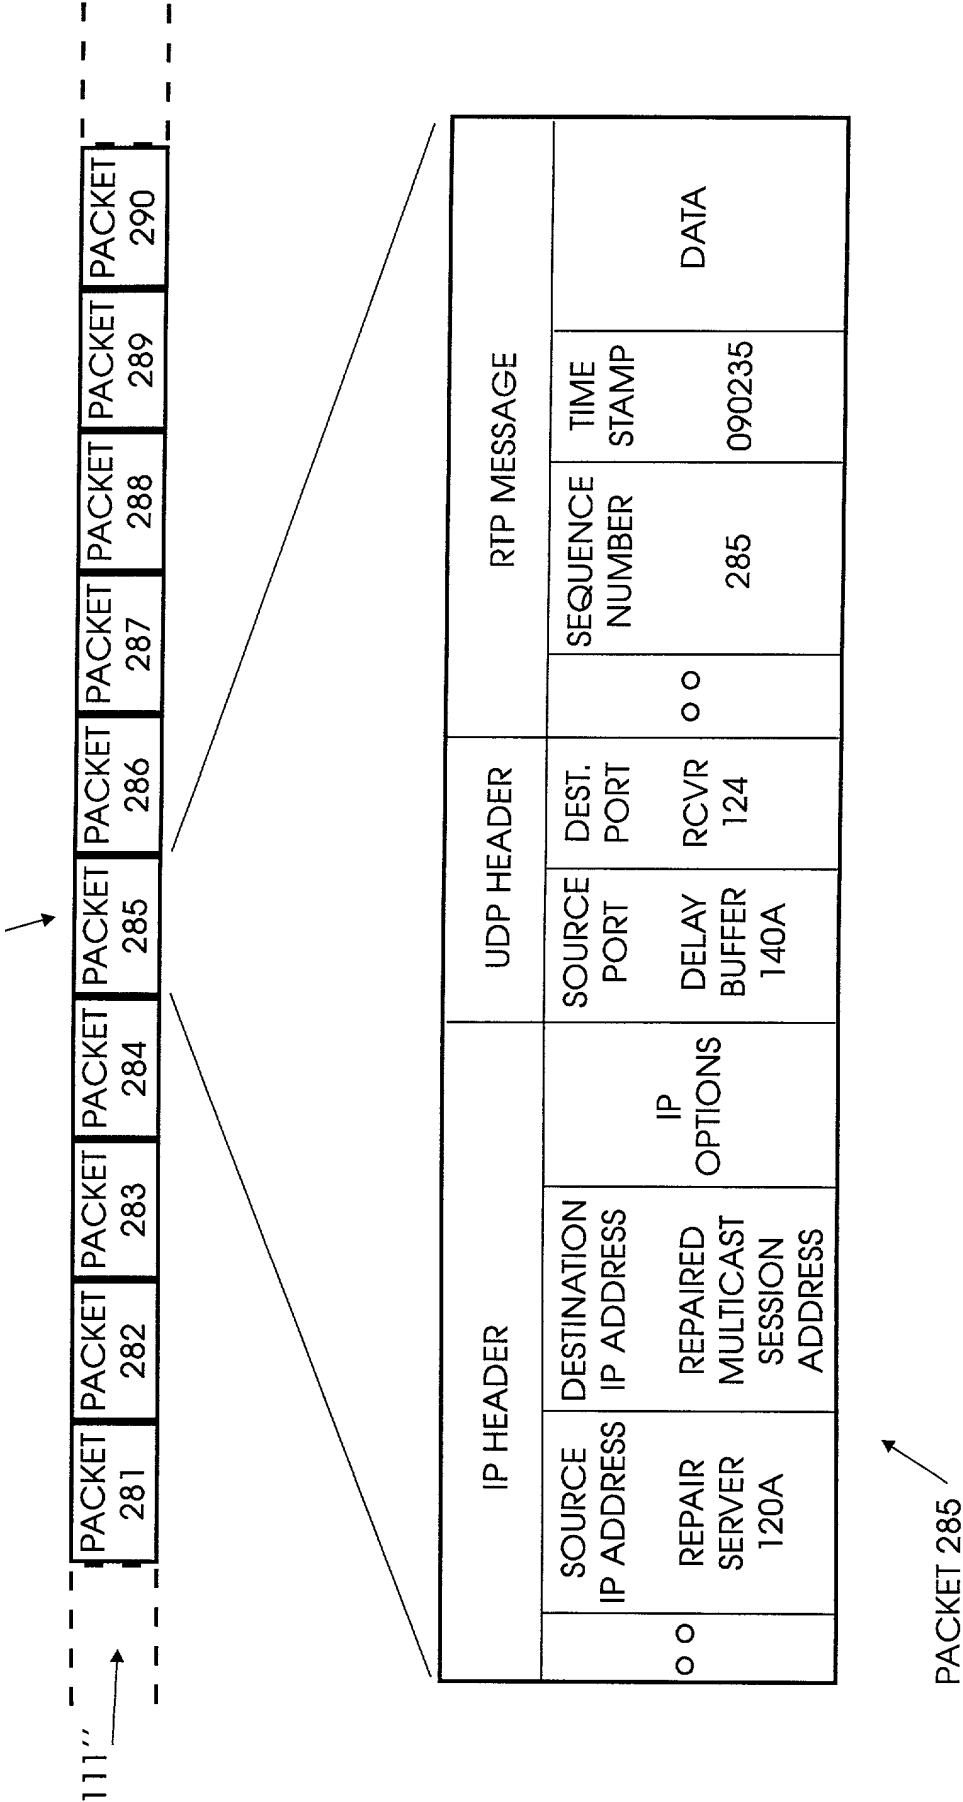 111''
PACKET
281
PACKET
282
PACKET
283
PACKET
284
PACKET
285
PACKET
286
PACKET
287
PACKET
288
PACKET
289
PACKET
290
IP HEADER
UDP HEADER
RTP MESSAGE
o o
SOURCE
IP ADDRESS
REPAIR
SERVER
120A
DESTINATION
IP ADDRESS
REPAIRED
MULTICAST
SESSION
ADDRESS
IP
OPTIONS
SOURCE
PORT
DELAY
BUFFER
140A
DEST.
PORT
RCVR
124
o o
SEQUENCE
NUMBER
285
TIME
STAMP
090235
DATA
PACKET 285